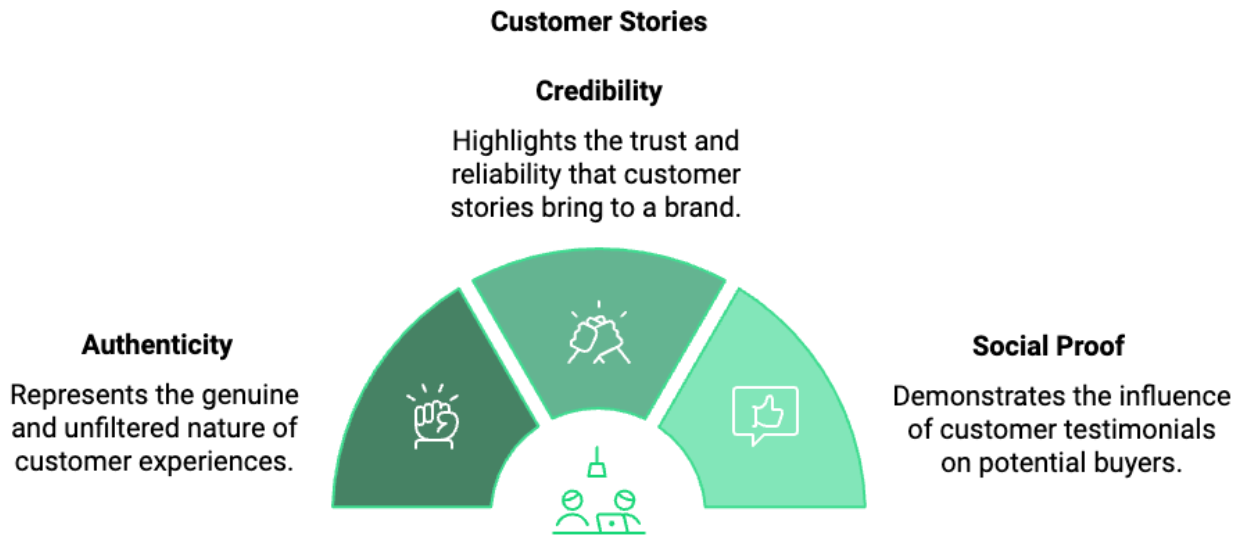 Customer Stories
Credibility
Highlights the trust and
reliability that customer
stories bring to a brand.
Authenticity
Represents the genuine
and unfiltered nature of
customer experiences.
Social Proof
Demonstrates the influence
of customer testimonials
on potential buyers.